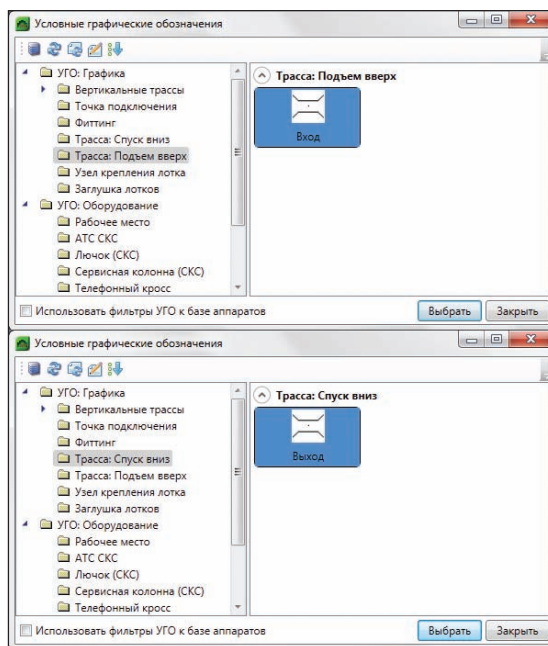 Условные графические обозначения
УГО: Графика
Вертикальные трассы
Точка подключения
Фиттинг
Трасса: Спуск вниз
Трасса: Подъем вверх
Узел крепления лотка
Заглушка лотков
УГО: Оборудование
Рабочее место
АТС СКС
Лючок (СКС)
Сервисная колонна (СКС)
Телефонный кросс
Трасса: Подъем вверх
Вход
Использовать фильтры УГО к базе аппаратов
Выбрать
Закрыть
Условные графические обозначения
УГО: Графика
Вертикальные трассы
Точка подключения
Фиттинг
Трасса: Спуск вниз
Трасса: Подъем вверх
Узел крепления лотка
Заглушка лотков
УГО: Оборудование
Рабочее место
АТС СКС
Лючок (СКС)
Сервисная колонна (СКС)
Телефонный кросс
Трасса: Спуск вниз
Выход
Использовать фильтры УГО к базе аппаратов
Выбрать
Закрыть